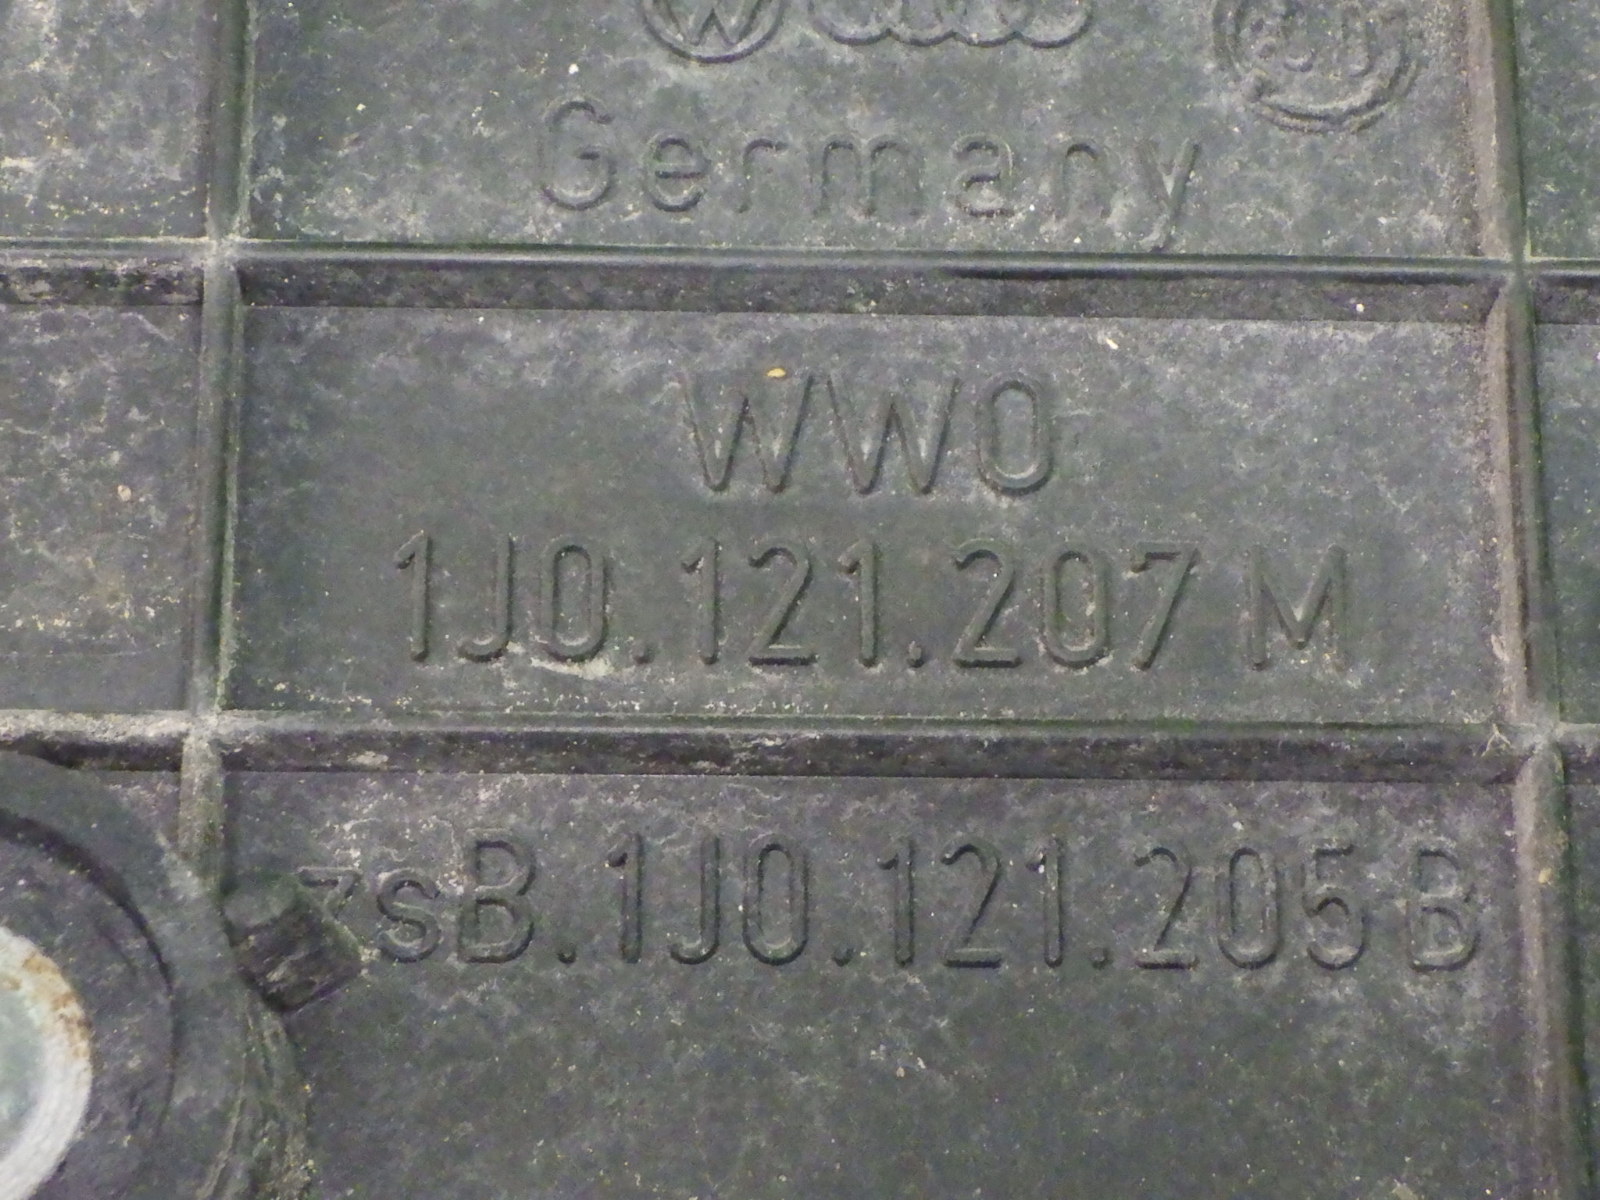 Germany
WWO
1J0.121.207 M
ZSB.1J0.121.205 B